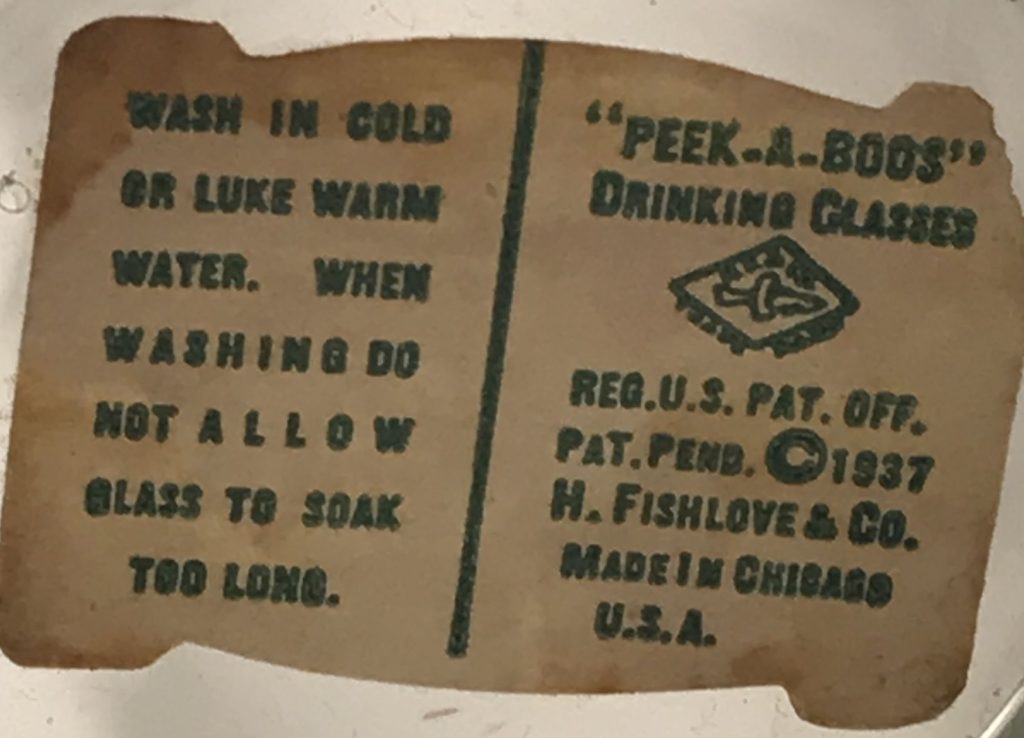 WASH IN COLD
OR LUKE WARM
WATER. WHEN
WASHING DO
NOT ALLOW
GLASS TO SOAK
TOO LONG.
"PEEK-A-BOOS"
DRINKING GLASSES
REG.U.S. PAT. OFF.
PAT.PEND. ©1937
H. FISHLOVE & CO.
MADE IN CHICAGO
U.S.A.